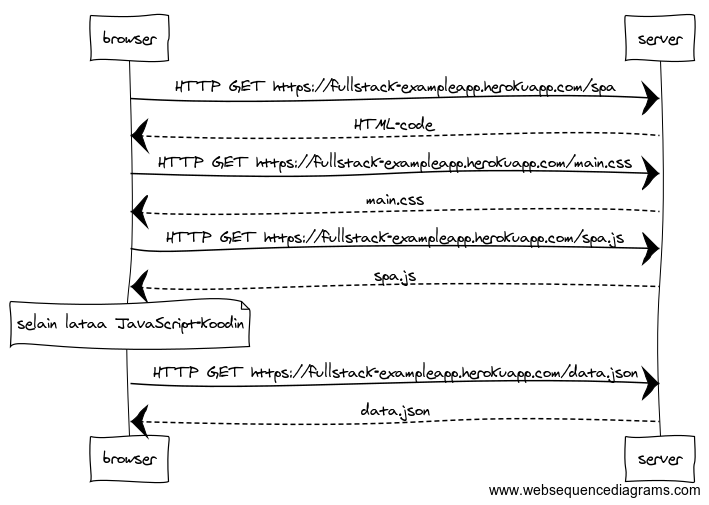 browser
server
HTTP GET https://fullstack-exampleapp.herokuapp.com/spa
HTML-code
HTTP GET https://fullstack-exampleapp.herokuapp.com/main.css
main.css
HTTP GET https://fullstack-exampleapp.herokuapp.com/spa.js
spa.js
selain lataa JavaScript-koodin
HTTP GET https://fullstack-exampleapp.herokuapp.com/data.json
data.json
browser
server
www.websequencediagrams.com